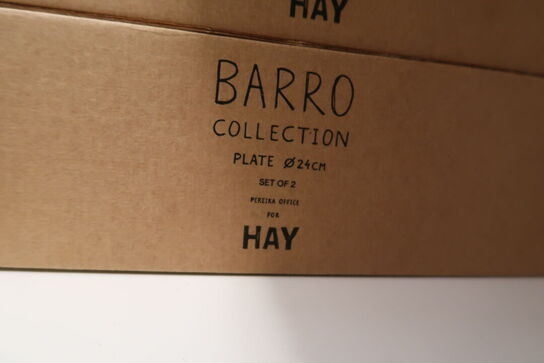 HAY
BARRO
COLLECTION
PLATE Ø24CM
SET OF 2
PEREIRA OFFICE
FOR
HAY